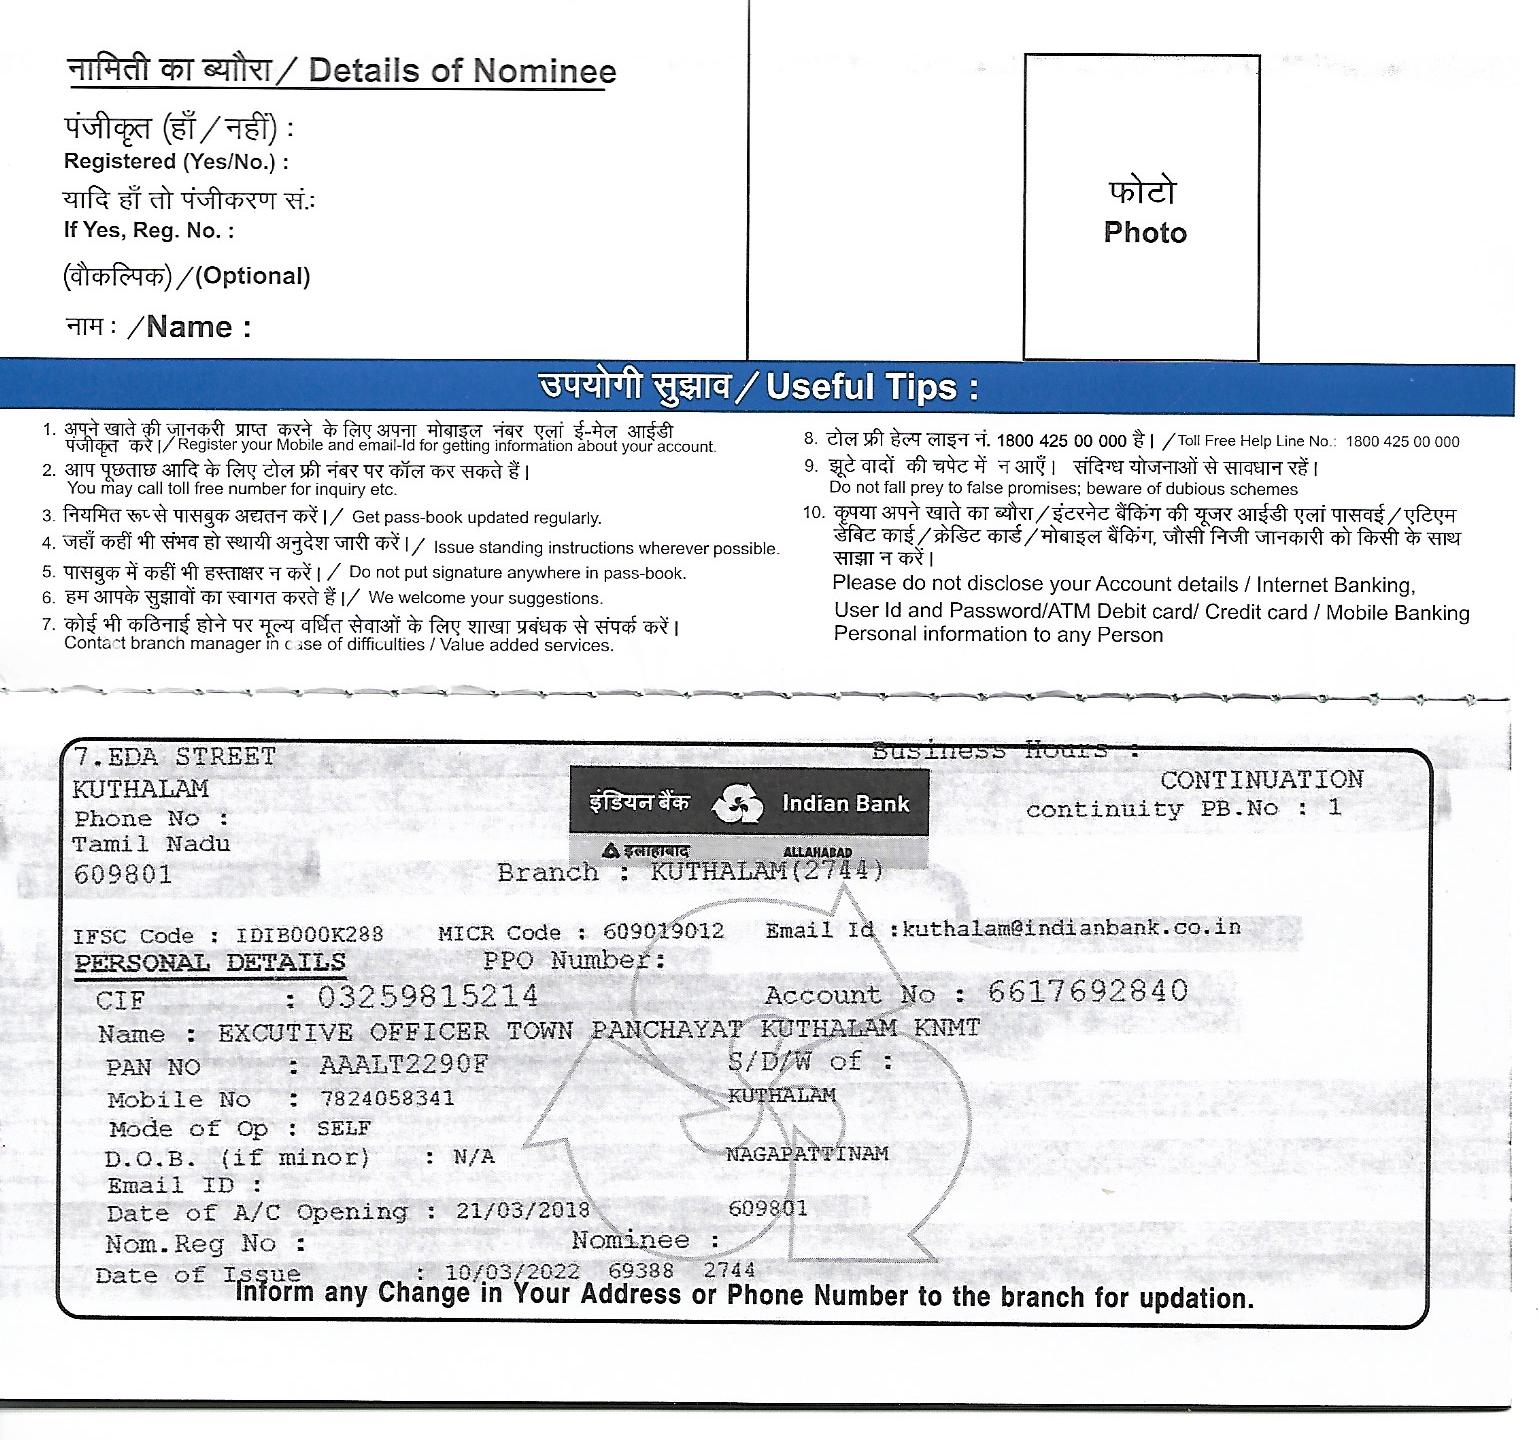 नामिती का ब्यौरा / Details of Nominee
पंजीकृत (हाँ / नहीं) :
Registered (Yes/No.) :
यादि हाँ तो पंजीकरण सं.:
If Yes, Reg. No. :
(वौकल्पिक) / (Optional)
नाम : / Name :
फोटो
Photo
उपयोगी सुझाव / Useful Tips :
1. अपने खाते की जानकरी प्राप्त करने के लिए अपना मोबाइल नंबर एलां ई-मेल आईडी
पंजीकृत करें। / Register your Mobile and email-Id for getting information about your account.
2. आप पूछताछ आदि के लिए टोल फ्री नंबर पर कॉल कर सकते हैं।
You may call toll free number for inquiry etc.
3. नियमित रूप से पासबुक अद्यतन करें। / Get pass-book updated regularly.
4. जहाँ कहीं भी संभव हो स्थायी अनुदेश जारी करें। / Issue standing instructions wherever possible.
5. पासबुक में कहीं भी हस्ताक्षर न करें। / Do not put signature anywhere in pass-book.
6. हम आपके सुझावों का स्वागत करते हैं। / We welcome your suggestions.
7. कोई भी कठिनाई होने पर मूल्य वर्धित सेवाओं के लिए शाखा प्रबंधक से संपर्क करें।
Contact branch manager in case of difficulties / Value added services.
8. टोल फ्री हेल्प लाइन नं. 1800 425 00 000 है। / Toll Free Help Line No.: 1800 425 00 000
9. झूटे वादों की चपेट में न आएँ। संदिग्ध योजनाओं से सावधान रहें।
Do not fall prey to false promises; beware of dubious schemes
10. कृपया अपने खाते का ब्यौरा / इंटरनेट बैंकिंग की यूजर आईडी एलां पासवई / एटिएम
डेबिट काई / क्रेडिट कार्ड / मोबाइल बैंकिंग, जौसी निजी जानकारी को किसी के साथ
साझा न करें।
Please do not disclose your Account details / Internet Banking,
User Id and Password/ATM Debit card/ Credit card / Mobile Banking
Personal information to any Person
7.EDA STREET
Business Hours :
KUTHALAM
CONTINUATION
Phone No :
continuity PB.No : 1
Tamil Nadu
609801
इंडियन बैंक Indian Bank
इलाहाबाद ALLAHABAD
Branch : KUTHALAM(2744)
IFSC Code : IDIB000K288 MICR Code : 609019012 Email Id :kuthalam@indianbank.co.in
PERSONAL DETAILS PPO Number:
CIF : 03259815214 Account No : 6617692840
Name : EXCUTIVE OFFICER TOWN PANCHAYAT KUTHALAM KNMT
PAN NO : AAALT2290F S/D/W of :
Mobile No : 7824058341 KUTHALAM
Mode of Op : SELF
D.O.B. (if minor) : N/A NAGAPATTINAM
Email ID :
Date of A/C Opening : 21/03/2018 609801
Nom.Reg No : Nominee :
Date of Issue : 10/03/2022 69388 2744
Inform any Change in Your Address or Phone Number to the branch for updation.